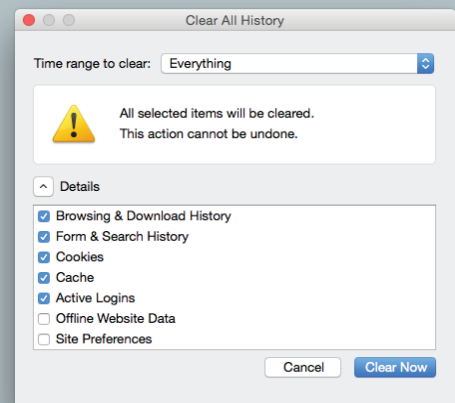 Clear All History
Time range to clear: Everything
All selected items will be cleared.
This action cannot be undone.
Details
Browsing & Download History
Form & Search History
Cookies
Cache
Active Logins
Offline Website Data
Site Preferences
Cancel Clear Now